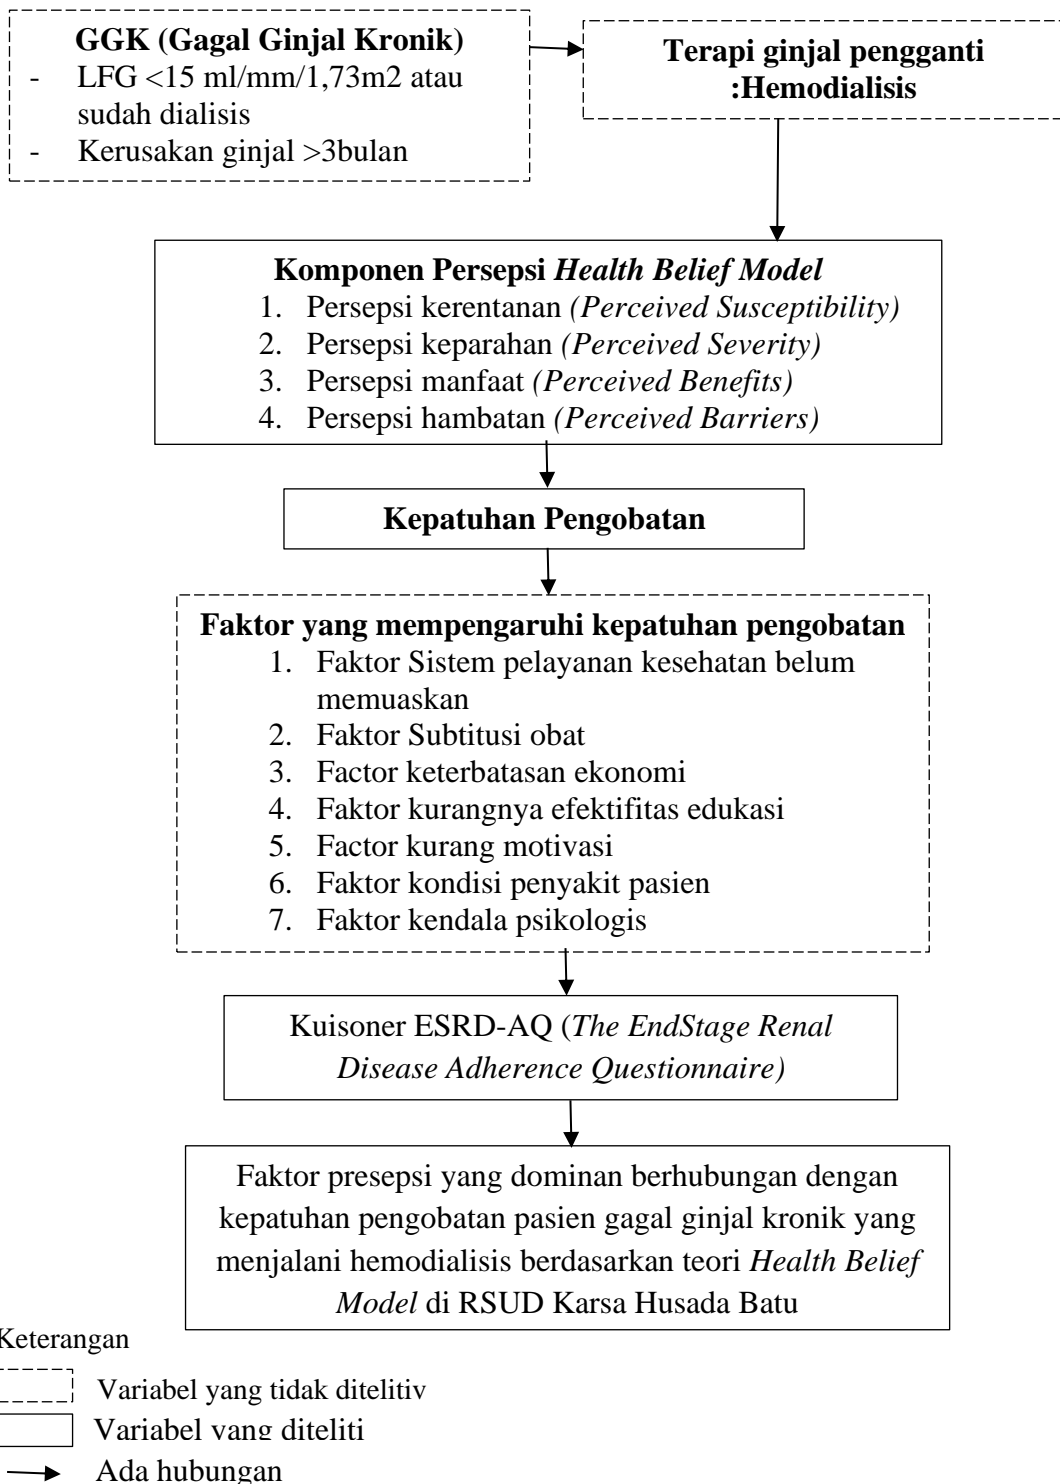 GGK (Gagal Ginjal Kronik)
- LFG <15 ml/mm/1,73m2 atau
sudah dialisis
- Kerusakan ginjal >3bulan
Terapi ginjal pengganti
:Hemodialisis
Komponen Persepsi Health Belief Model
1. Persepsi kerentanan (Perceived Susceptibility)
2. Persepsi keparahan (Perceived Severity)
3. Persepsi manfaat (Perceived Benefits)
4. Persepsi hambatan (Perceived Barriers)
Kepatuhan Pengobatan
Faktor yang mempengaruhi kepatuhan pengobatan
1. Faktor Sistem pelayanan kesehatan belum
memuaskan
2. Faktor Subtitusi obat
3. Factor keterbatasan ekonomi
4. Faktor kurangnya efektifitas edukasi
5. Factor kurang motivasi
6. Faktor kondisi penyakit pasien
7. Faktor kendala psikologis
Kuisoner ESRD-AQ (The EndStage Renal
Disease Adherence Questionnaire)
Faktor presepsi yang dominan berhubungan dengan
kepatuhan pengobatan pasien gagal ginjal kronik yang
menjalani hemodialisis berdasarkan teori Health Belief
Model di RSUD Karsa Husada Batu
Keterangan
Variabel yang tidak ditelitiv
Variabel yang diteliti
Ada hubungan